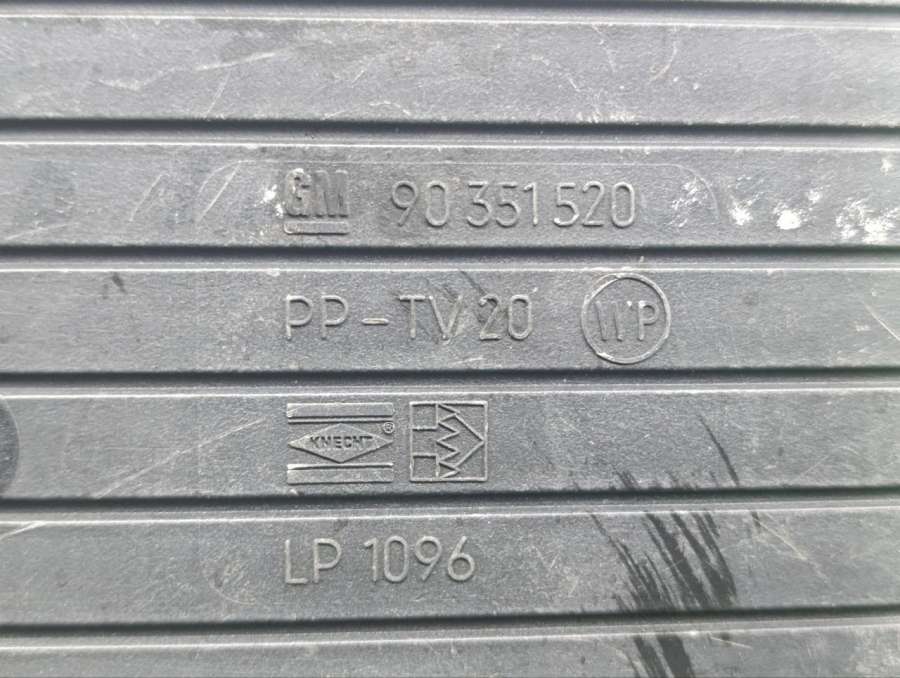 GM 90 351 520
PP-TV 20 WP
KNECHT ®
LP 1096